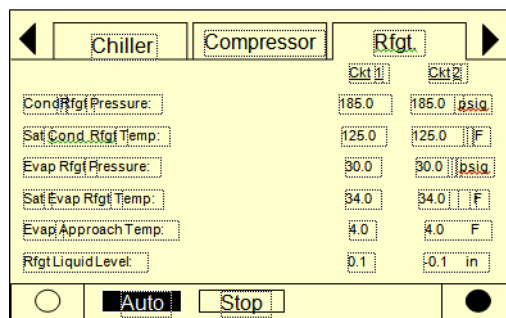 Chiller Compressor Rfgt.
Ckt 1 Ckt 2
Cond Rfgt Pressure: 185.0 185.0 psig
Sat Cond Rfgt Temp: 125.0 125.0 F
Evap Rfgt Pressure: 30.0 30.0 psig
Sat Evap Rfgt Temp: 34.0 34.0 F
Evap Approach Temp: 4.0 4.0 F
Rfgt Liquid Level: 0.1 -0.1 in
Auto Stop